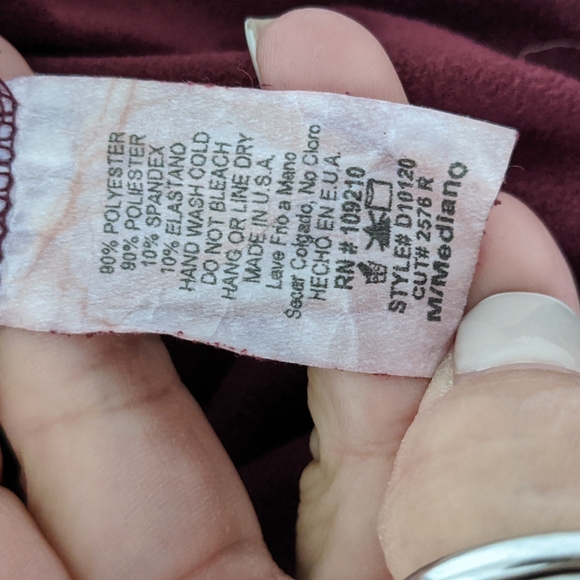 90% POLYESTER
90% POLIESTER
10% SPANDEX
10% ELASTANO
HAND WASH COLD
DO NOT BLEACH
HANG OR LINE DRY
MADE IN U.S.A.
Lave Frio a Mano
Secar Colgado, No Cloro
HECHO EN E.U.A.
RN # 109210
STYLE# D10120
CUT# 2576 R
M/Mediano